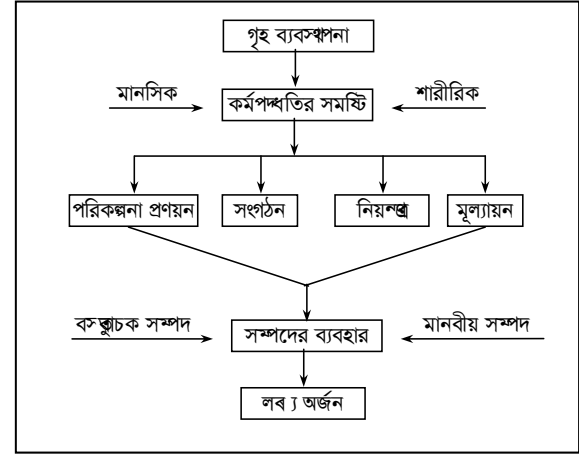 গৃহ ব্যবস্থাপনা
মানসিক
কর্মপদ্ধতির সমষ্টি
শারীরিক
পরিকল্পনা প্রণয়ন
সংগঠন
নিয়ন্ত্রণ
মূল্যায়ন
বস্তুবাচক সম্পদ
সম্পদের ব্যবহার
মানবীয় সম্পদ
লৰ ্য অর্জন